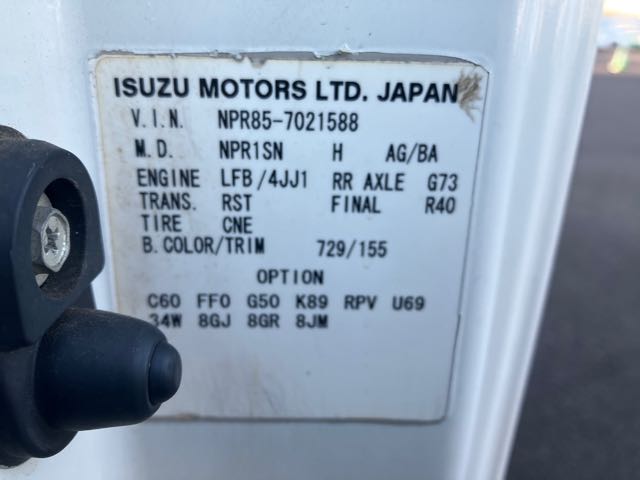 ISUZU MOTORS LTD. JAPAN
V.I.N. NPR85-7021588
M.D. NPR1SN H AG/BA
ENGINE LFB/4JJ1 RR AXLE G73
TRANS. RST FINAL R40
TIRE CNE
B.COLOR/TRIM 729/155
OPTION
C60 FF0 G50 K89 RPV U69
34W 8GJ 8GR 8JM